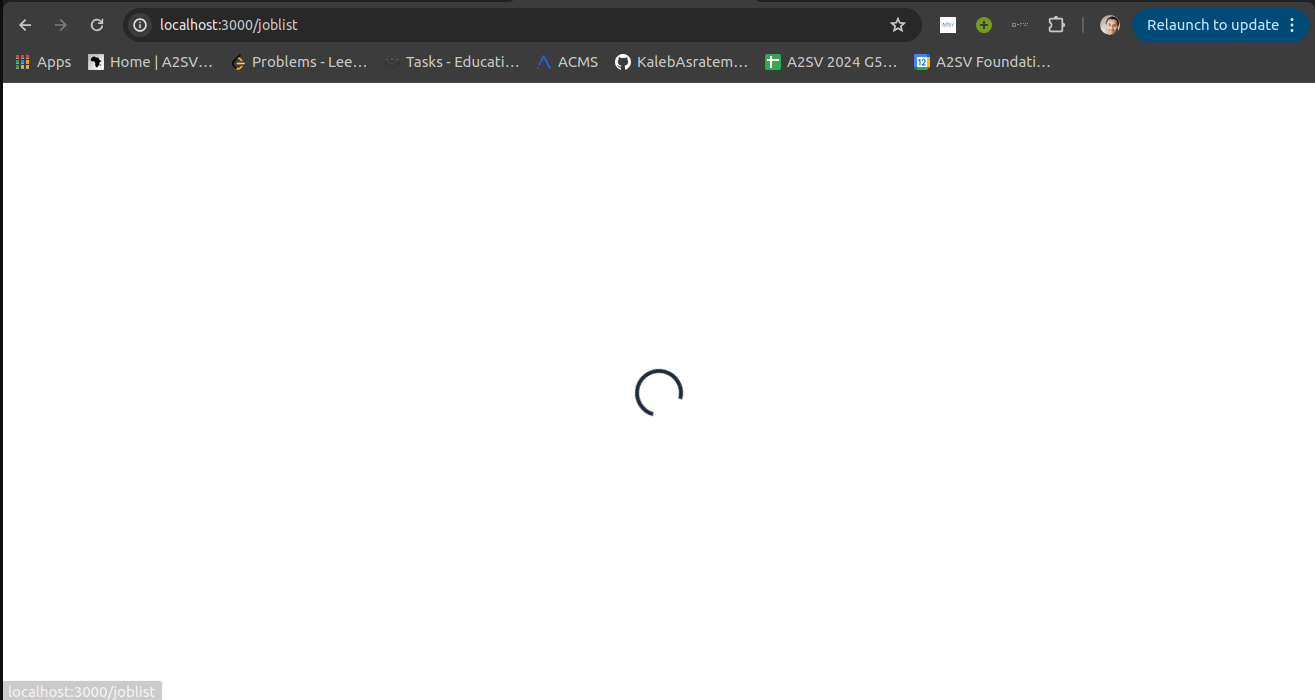 localhost:3000/joblist
Relaunch to update
Apps Home | A2SV... Problems - Lee... Tasks - Educati... ACMS KalebAsratem... A2SV 2024 G5... 12 A2SV Foundati...
localhost:3000/joblist